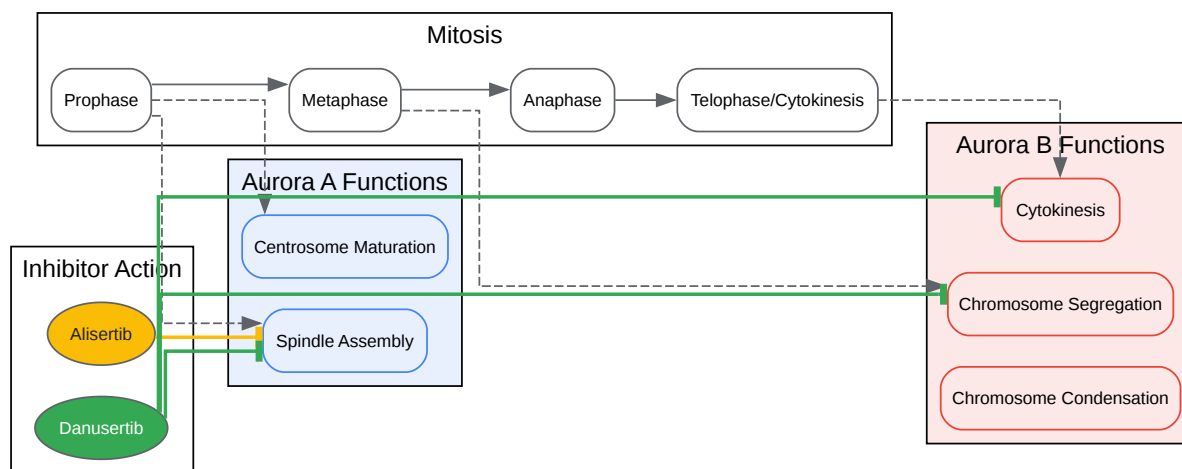 Mitosis
Prophase
Metaphase
Anaphase
Telophase/Cytokinesis
Aurora A Functions
Centrosome Maturation
Spindle Assembly
Aurora B Functions
Cytokinesis
Chromosome Segregation
Chromosome Condensation
Inhibitor Action
Alisertib
Danusertib